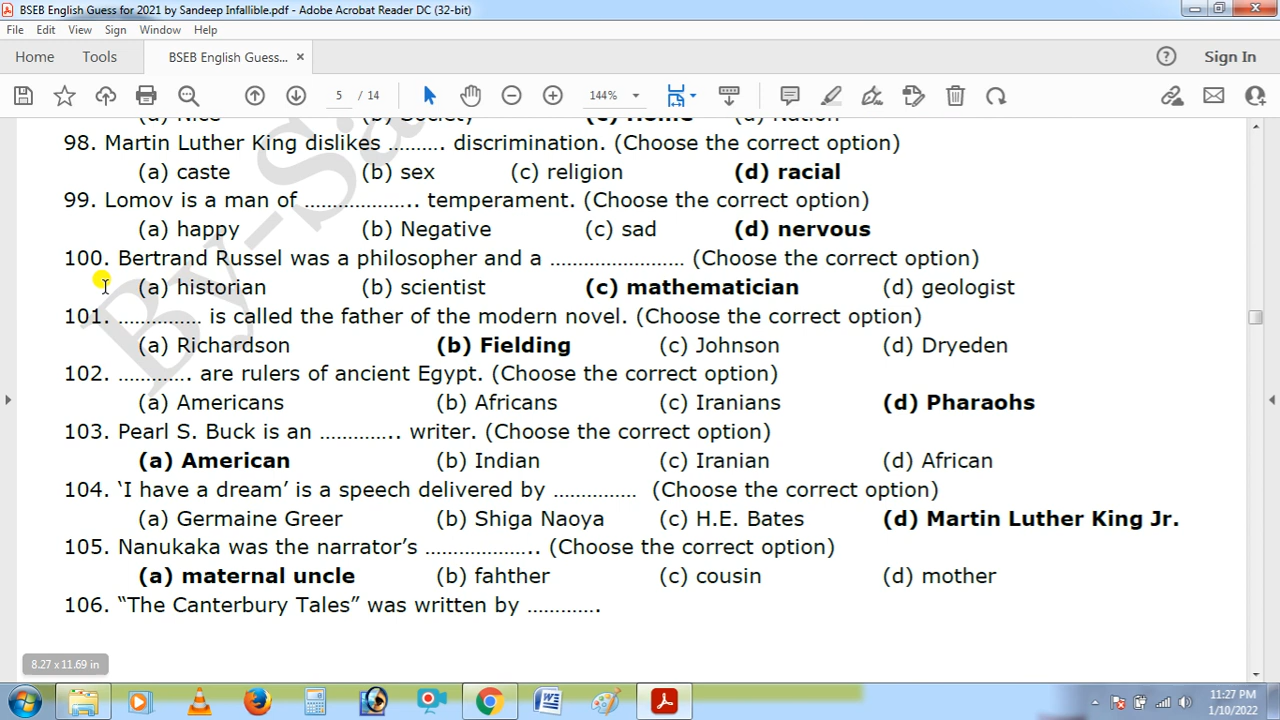 BSEB English Guess for 2021 by Sandeep Infallible.pdf - Adobe Acrobat Reader DC (32-bit)
File Edit View Sign Window Help
Home Tools BSEB English Guess... × ? Sign In
5 / 14 144%
(b) Society (c) Home (d) Nation
98. Martin Luther King dislikes ......... discrimination. (Choose the correct option)
(a) caste (b) sex (c) religion (d) racial
99. Lomov is a man of ………………….. temperament. (Choose the correct option)
(a) happy (b) Negative (c) sad (d) nervous
100. Bertrand Russel was a philosopher and a …………………… (Choose the correct option)
(a) historian (b) scientist (c) mathematician (d) geologist
101. …………… is called the father of the modern novel. (Choose the correct option)
(a) Richardson (b) Fielding (c) Johnson (d) Dryeden
102. …………. are rulers of ancient Egypt. (Choose the correct option)
(a) Americans (b) Africans (c) Iranians (d) Pharaohs
103. Pearl S. Buck is an ………….. writer. (Choose the correct option)
(a) American (b) Indian (c) Iranian (d) African
104. ‘I have a dream’ is a speech delivered by …………… (Choose the correct option)
(a) Germaine Greer (b) Shiga Naoya (c) H.E. Bates (d) Martin Luther King Jr.
105. Nanukaka was the narrator’s ……………….. (Choose the correct option)
(a) maternal uncle (b) fahther (c) cousin (d) mother
106. “The Canterbury Tales” was written by ………….
By-Sa
8.27 x 11.69 in
11:27 PM
1/10/2022